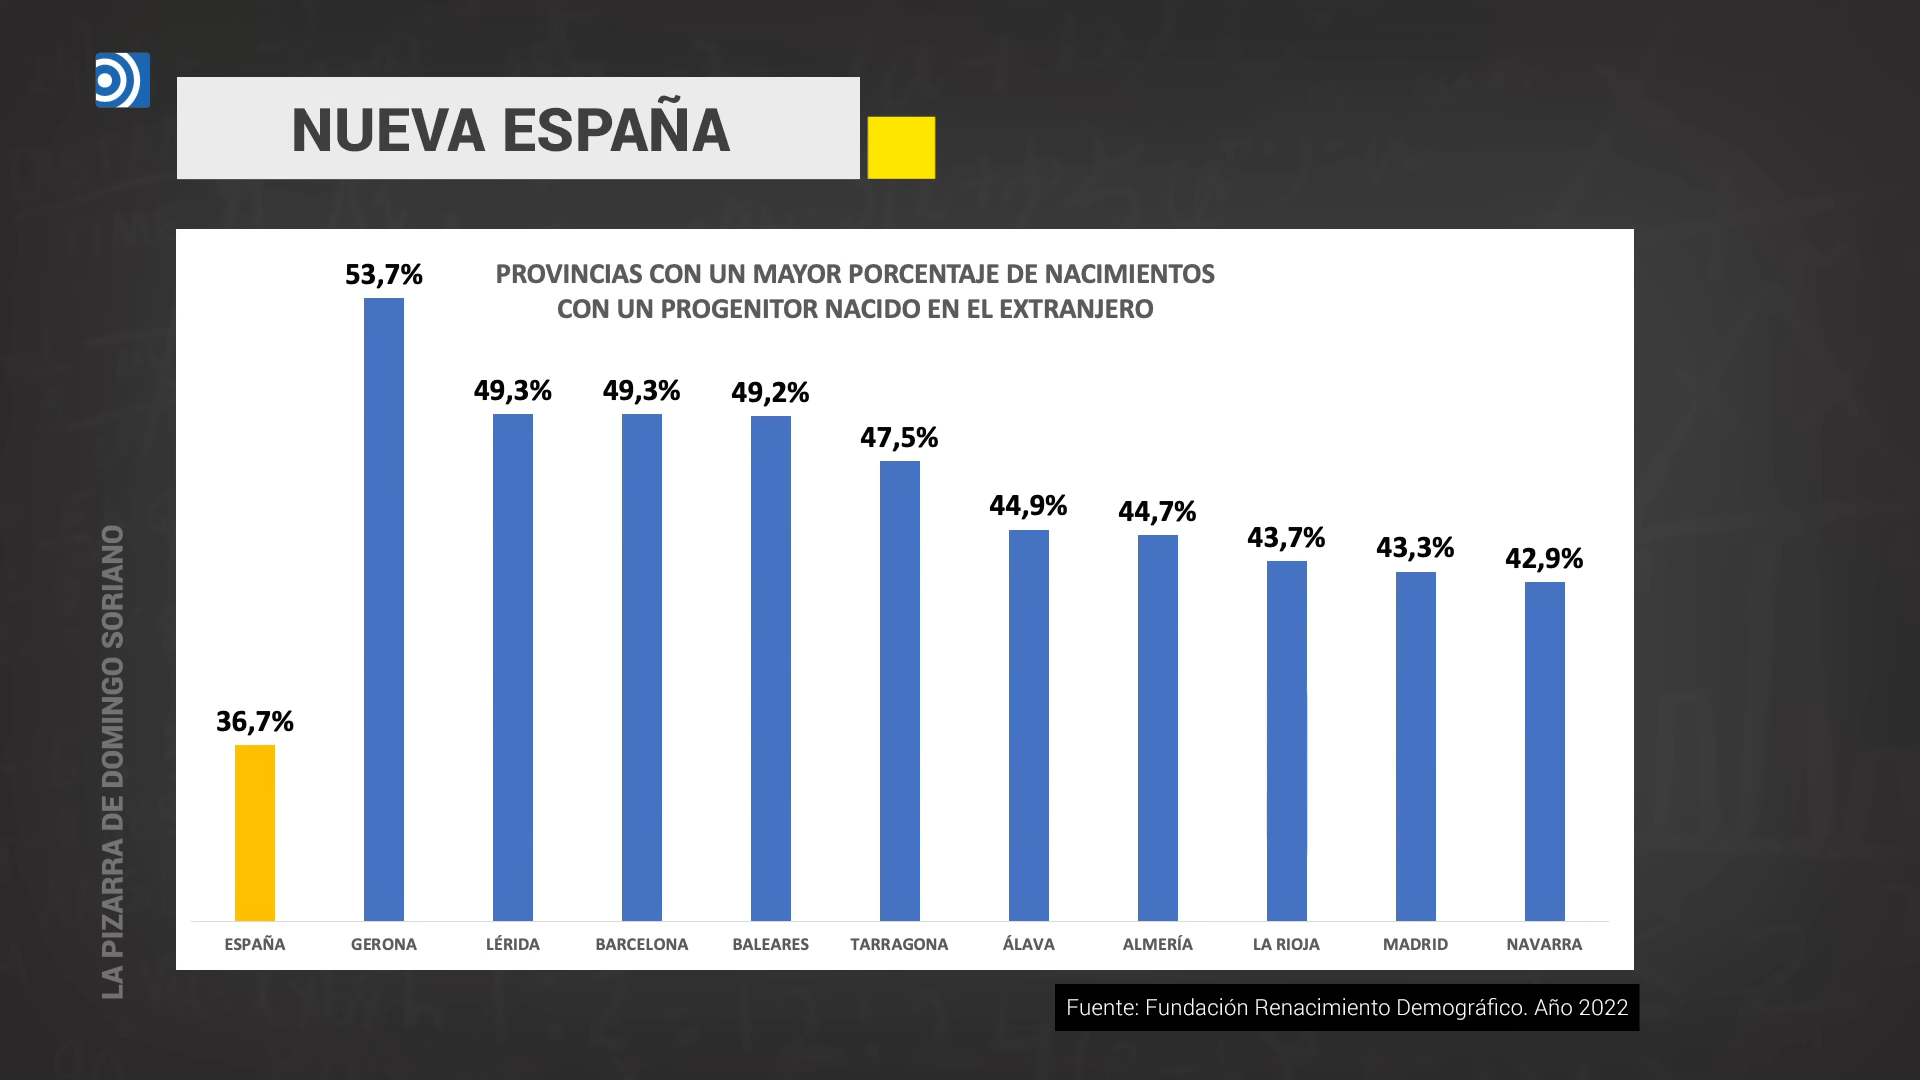 NUEVA ESPAÑA
PROVINCIAS CON UN MAYOR PORCENTAJE DE NACIMIENTOS
CON UN PROGENITOR NACIDO EN EL EXTRANJERO
36,7%
53,7%
49,3%
49,3%
49,2%
47,5%
44,9%
44,7%
43,7%
43,3%
42,9%
ESPAÑA GERONA LÉRIDA BARCELONA BALEARES TARRAGONA ÁLAVA ALMERÍA LA RIOJA MADRID NAVARRA
LA PIZARRA DE DOMINGO SORIANO
Fuente: Fundación Renacimiento Demográfico. Año 2022